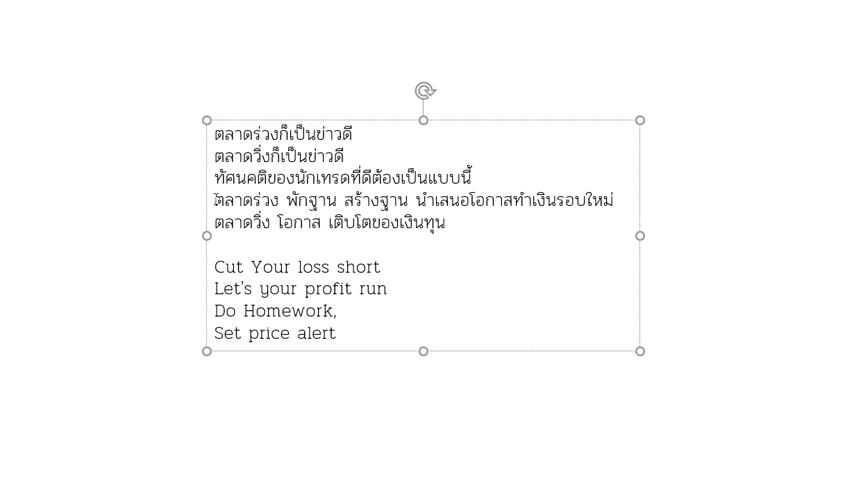 ตลาดร่วงก็เป็นข่าวดี
ตลาดวิ่งก็เป็นข่าวดี
ทัศนคติของนักเทรดที่ดีต้องเป็นแบบนี้
ตลาดร่วง พักฐาน สร้างฐาน นำเสนอโอกาสทำเงินรอบใหม่
ตลาดวิ่ง โอกาส เติบโตของเงินทุน
Cut Your loss short
Let's your profit run
Do Homework,
Set price alert